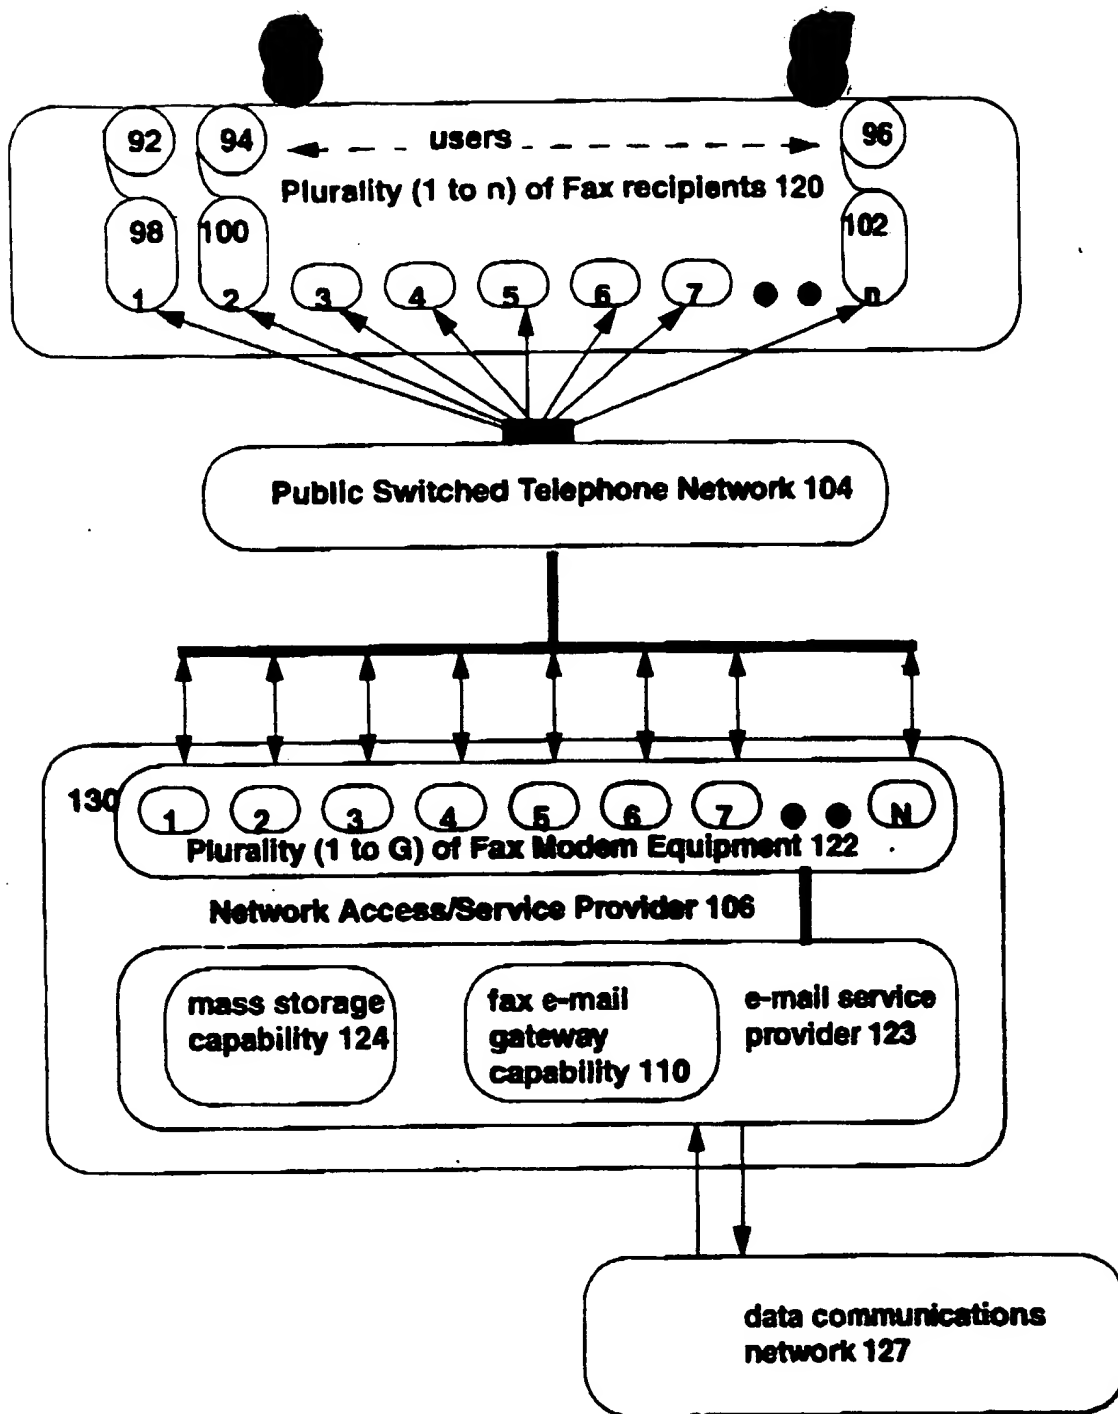 92 94 users 96
Plurality (1 to n) of Fax recipients 120
98 100 102
1 2 3 4 5 6 7 n
Public Switched Telephone Network 104
130
1 2 3 4 5 6 7 N
Plurality (1 to G) of Fax Modem Equipment 122
Network Access/Service Provider 106
mass storage
capability 124
fax e-mail
gateway
capability 110
e-mail service
provider 123
data communications
network 127